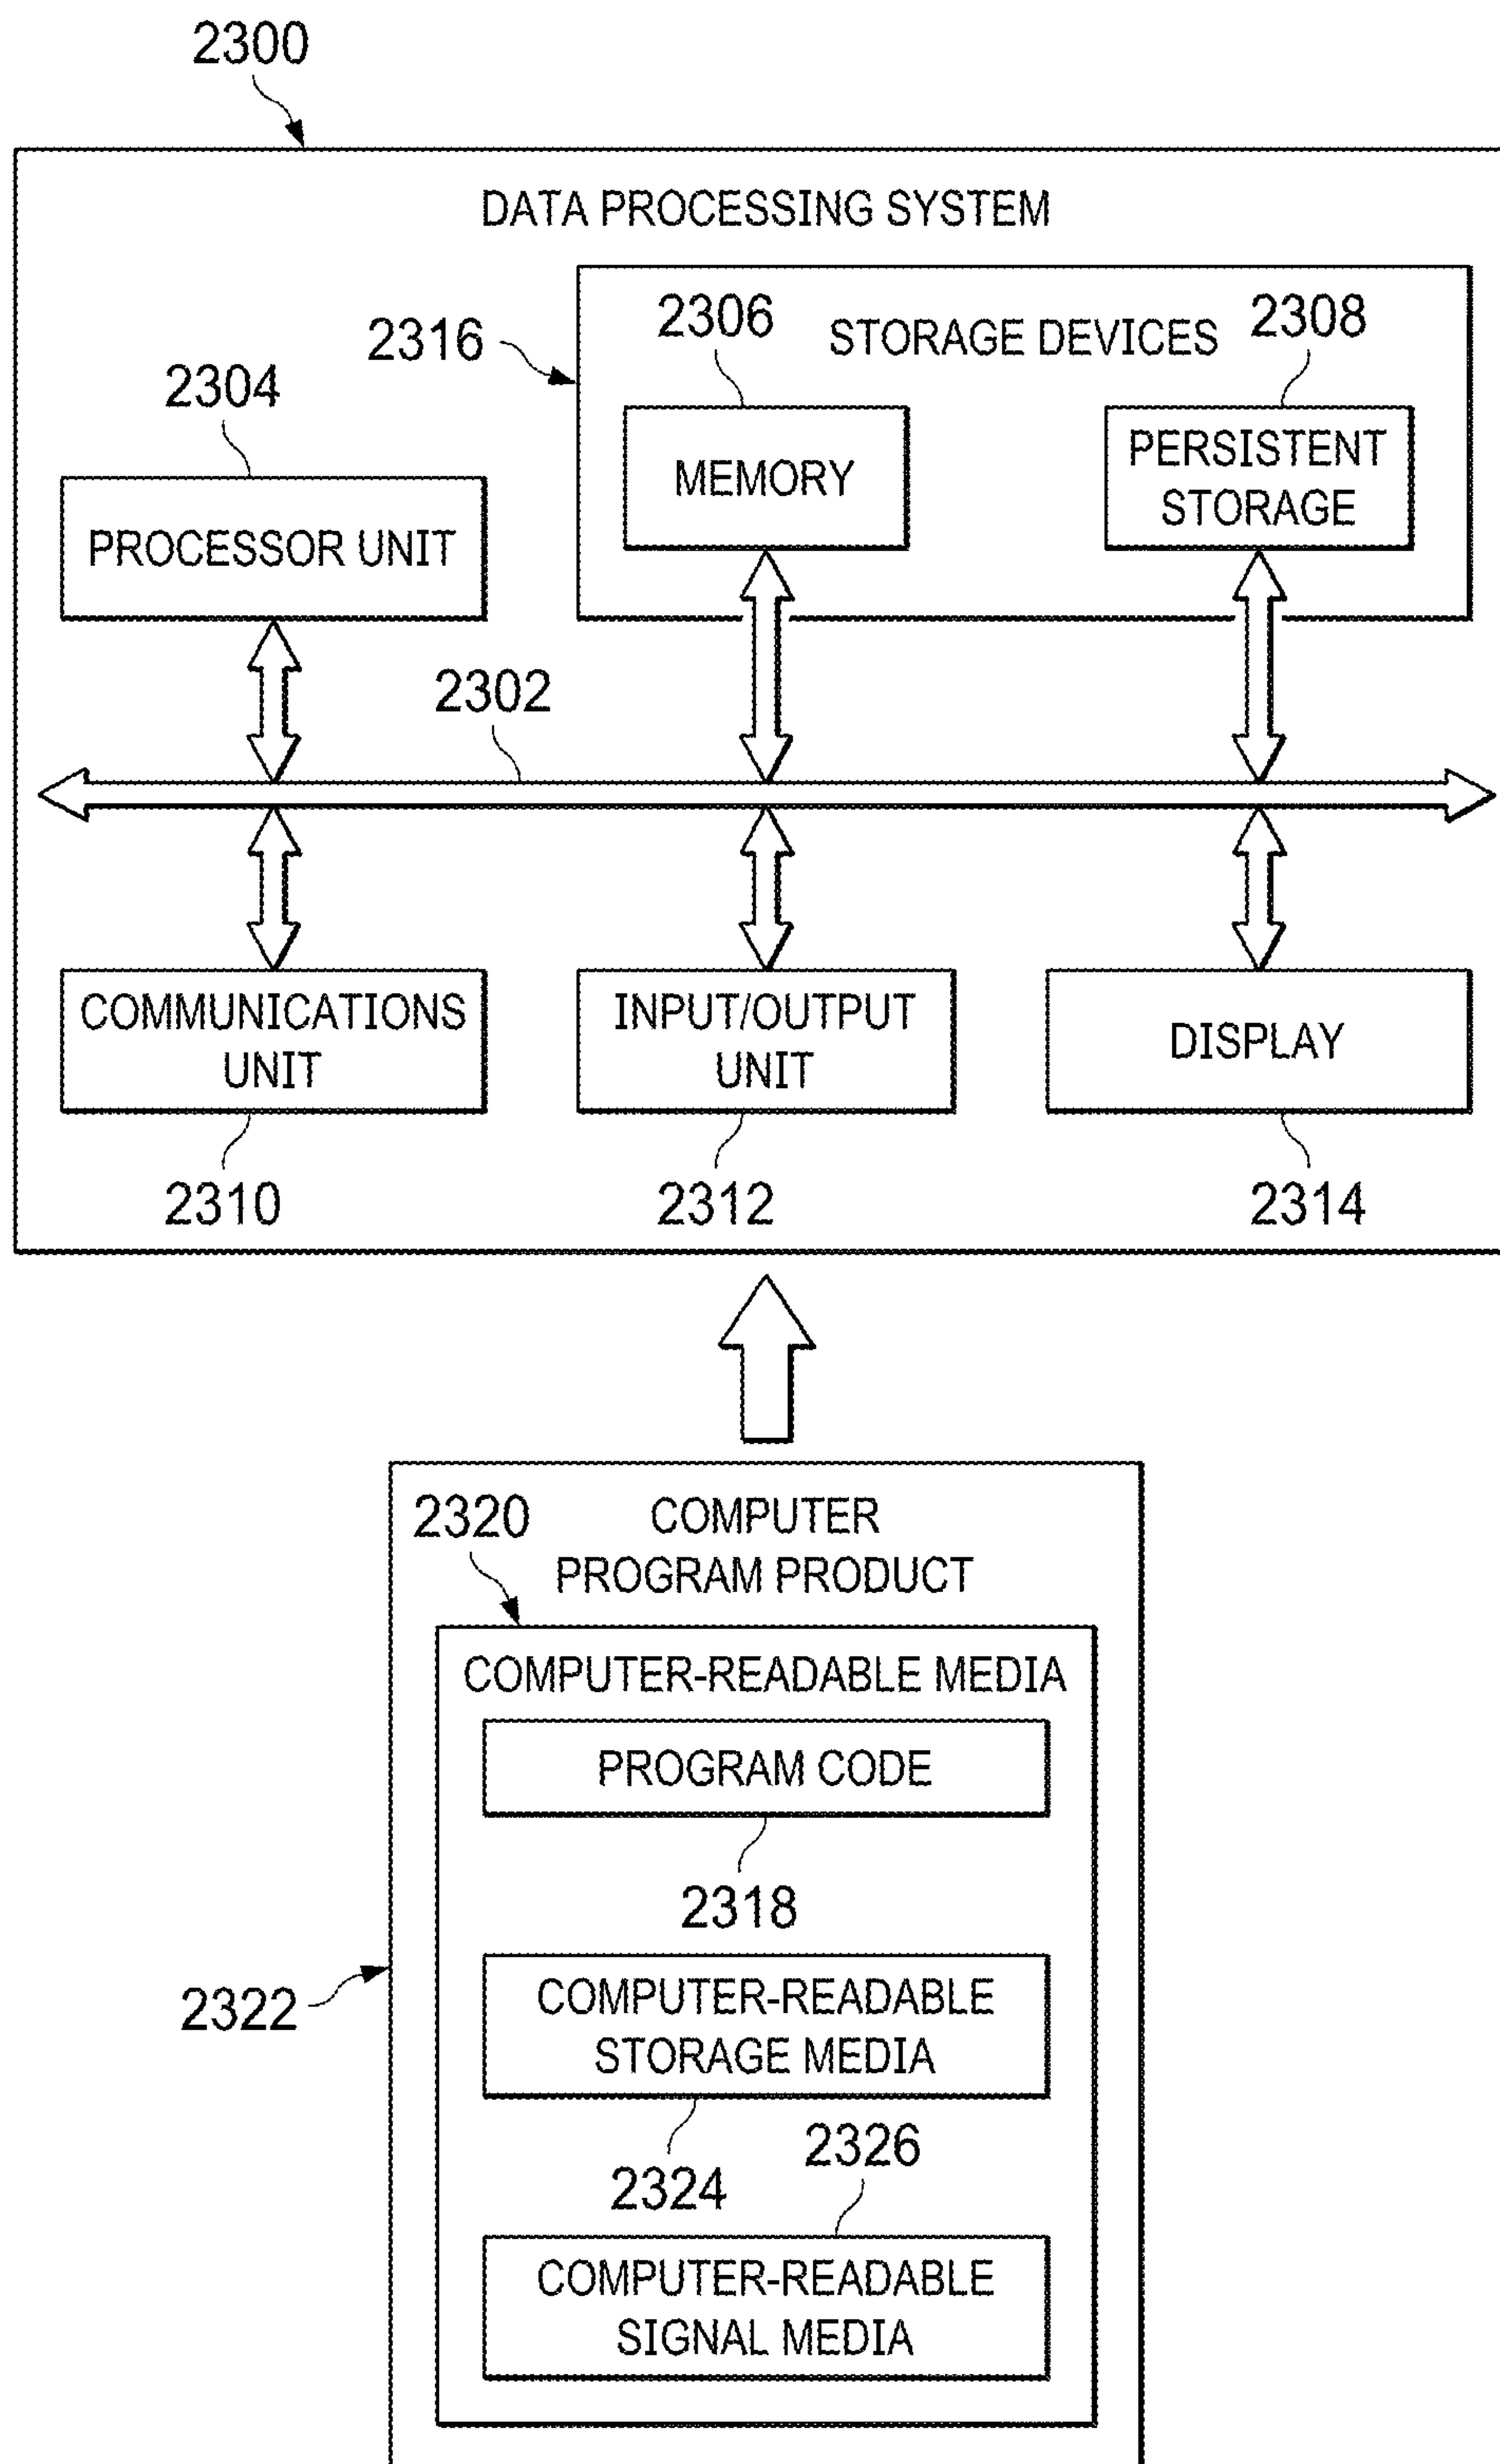 2300
DATA PROCESSING SYSTEM
2316
2306
STORAGE DEVICES
2308
2304
MEMORY
PERSISTENT
STORAGE
PROCESSOR UNIT
2302
COMMUNICATIONS
UNIT
INPUT/OUTPUT
UNIT
DISPLAY
2310
2312
2314
2320
COMPUTER
PROGRAM PRODUCT
COMPUTER-READABLE MEDIA
PROGRAM CODE
2318
2322
COMPUTER-READABLE
STORAGE MEDIA
2324
2326
COMPUTER-READABLE
SIGNAL MEDIA